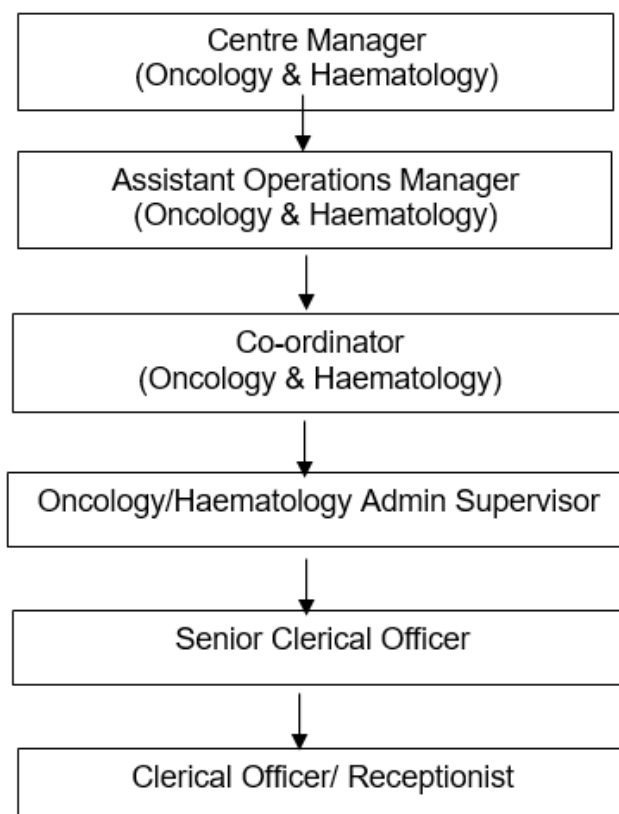 Centre Manager
(Oncology & Haematology)
Assistant Operations Manager
(Oncology & Haematology)
Co-ordinator
(Oncology & Haematology)
Oncology/Haematology Admin Supervisor
Senior Clerical Officer
Clerical Officer/ Receptionist